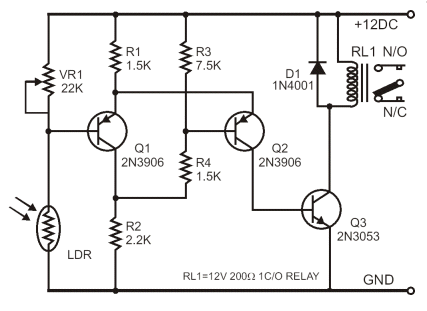 +12DC
R1
1.5K
R3
7.5K
RL1 N/O
VR1
22K
D1
1N4001
N/C
Q1
2N3906
Q2
2N3906
R4
1.5K
R2
2.2K
Q3
2N3053
LDR
RL1=12V 200Ω 1C/O RELAY
GND